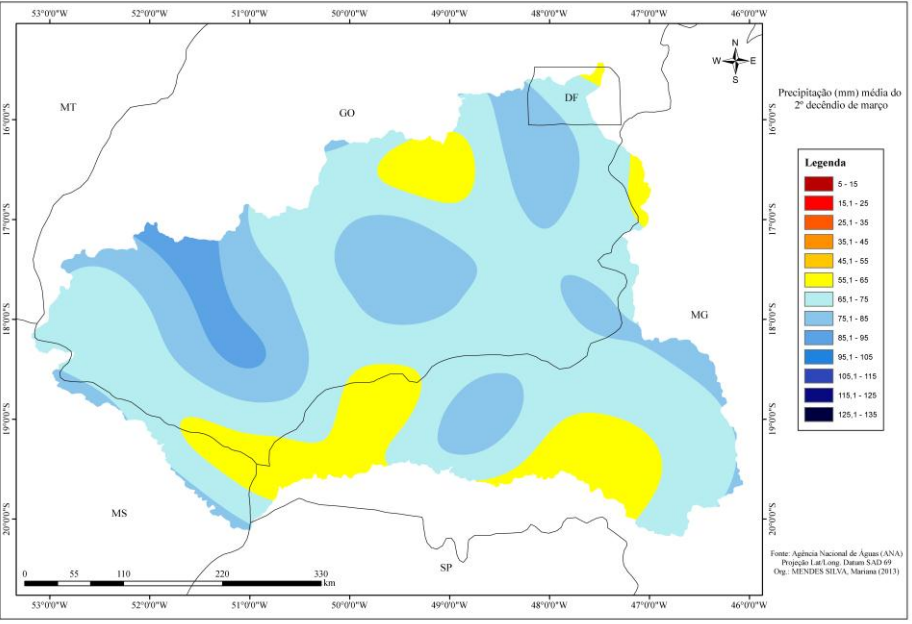 53°0'0"W 52°0'0"W 51°0'0"W 50°0'0"W 49°0'0"W 48°0'0"W 47°0'0"W 46°0'0"W
N
W E
S
MT
GO
DF
MG
MS
SP
16°0'0"S 16°0'0"S
17°0'0"S 17°0'0"S
18°0'0"S 18°0'0"S
19°0'0"S 19°0'0"S
20°0'0"S 20°0'0"S
Precipitação (mm) média do
2º decêndio de março
Legenda
5 - 15
15,1 - 25
25,1 - 35
35,1 - 45
45,1 - 55
55,1 - 65
65,1 - 75
75,1 - 85
85,1 - 95
95,1 - 105
105,1 - 115
115,1 - 125
125,1 - 135
0 55 110 220 330
km
53°0'0"W 52°0'0"W 51°0'0"W 50°0'0"W 49°0'0"W 48°0'0"W 47°0'0"W 46°0'0"W
Fonte: Agência Nacional de Águas (ANA)
Projeção Lat/Long. Datum SAD 69
Org.: MENDES SILVA, Mariana (2013)